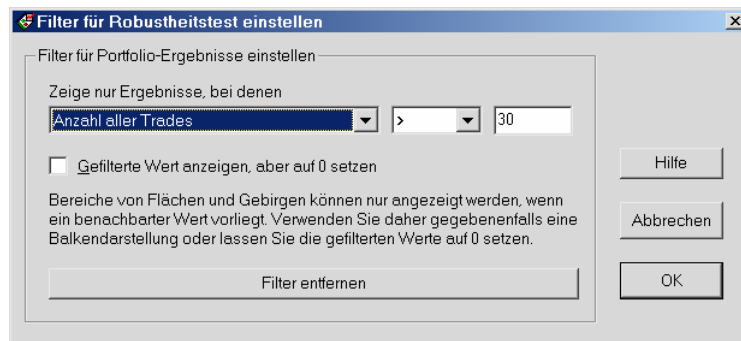 Filter für Robustheitstest einstellen
Filter für Portfolio-Ergebnisse einstellen
Zeige nur Ergebnisse, bei denen
Anzahl aller Trades > 30
Gefilterte Wert anzeigen, aber auf 0 setzen
Bereiche von Flächen und Gebirgen können nur angezeigt werden, wenn
ein benachbarter Wert vorliegt. Verwenden Sie daher gegebenenfalls eine
Balkendarstellung oder lassen Sie die gefilterten Werte auf 0 setzen.
Filter entfernen
Hilfe
Abbrechen
OK